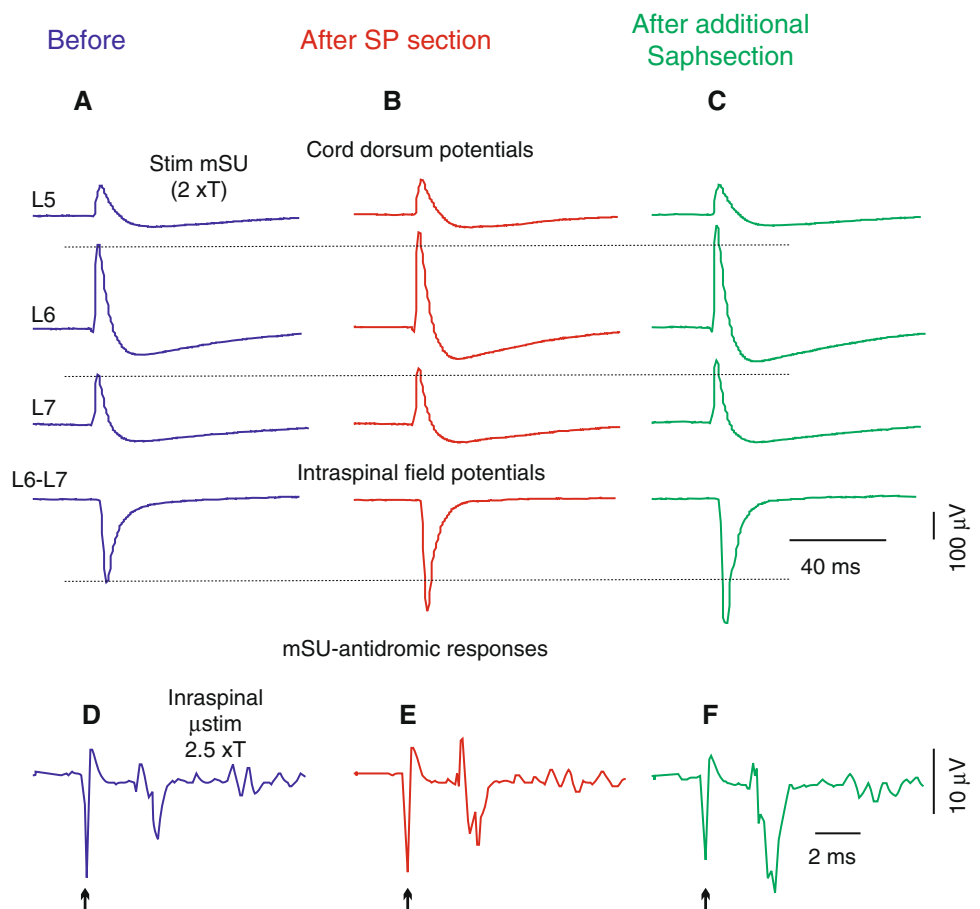 Before
After SP section
After additional
Saphsection
A
B
C
Stim mSU
(2 xT)
Cord dorsum potentials
L5
L6
L7
L6-L7
Intraspinal field potentials
40 ms
100 µV
mSU-antidromic responses
D
Inraspinal
µstim
2.5 xT
E
F
10 µV
2 ms